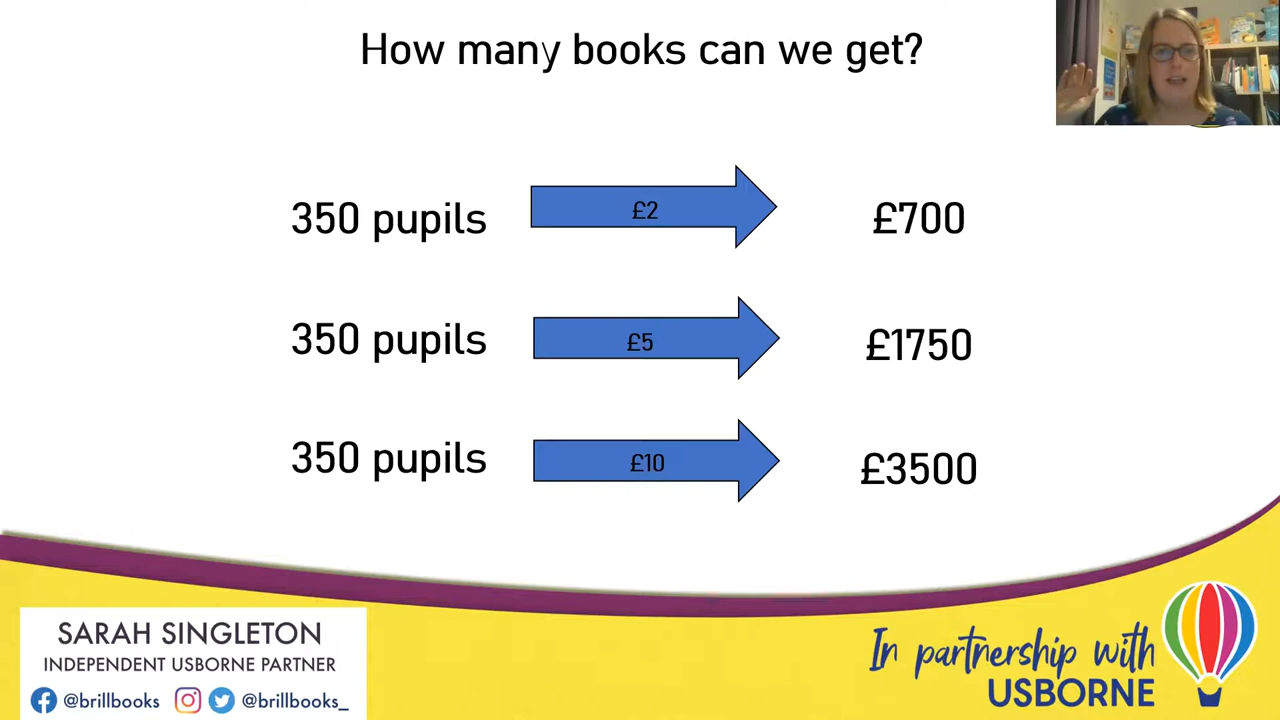 How many books can we get?
350 pupils £2 £700
350 pupils £5 £1750
350 pupils £10 £3500
SARAH SINGLETON
INDEPENDENT USBORNE PARTNER
@brillbooks @brillbooks_
In partnership with
USBORNE